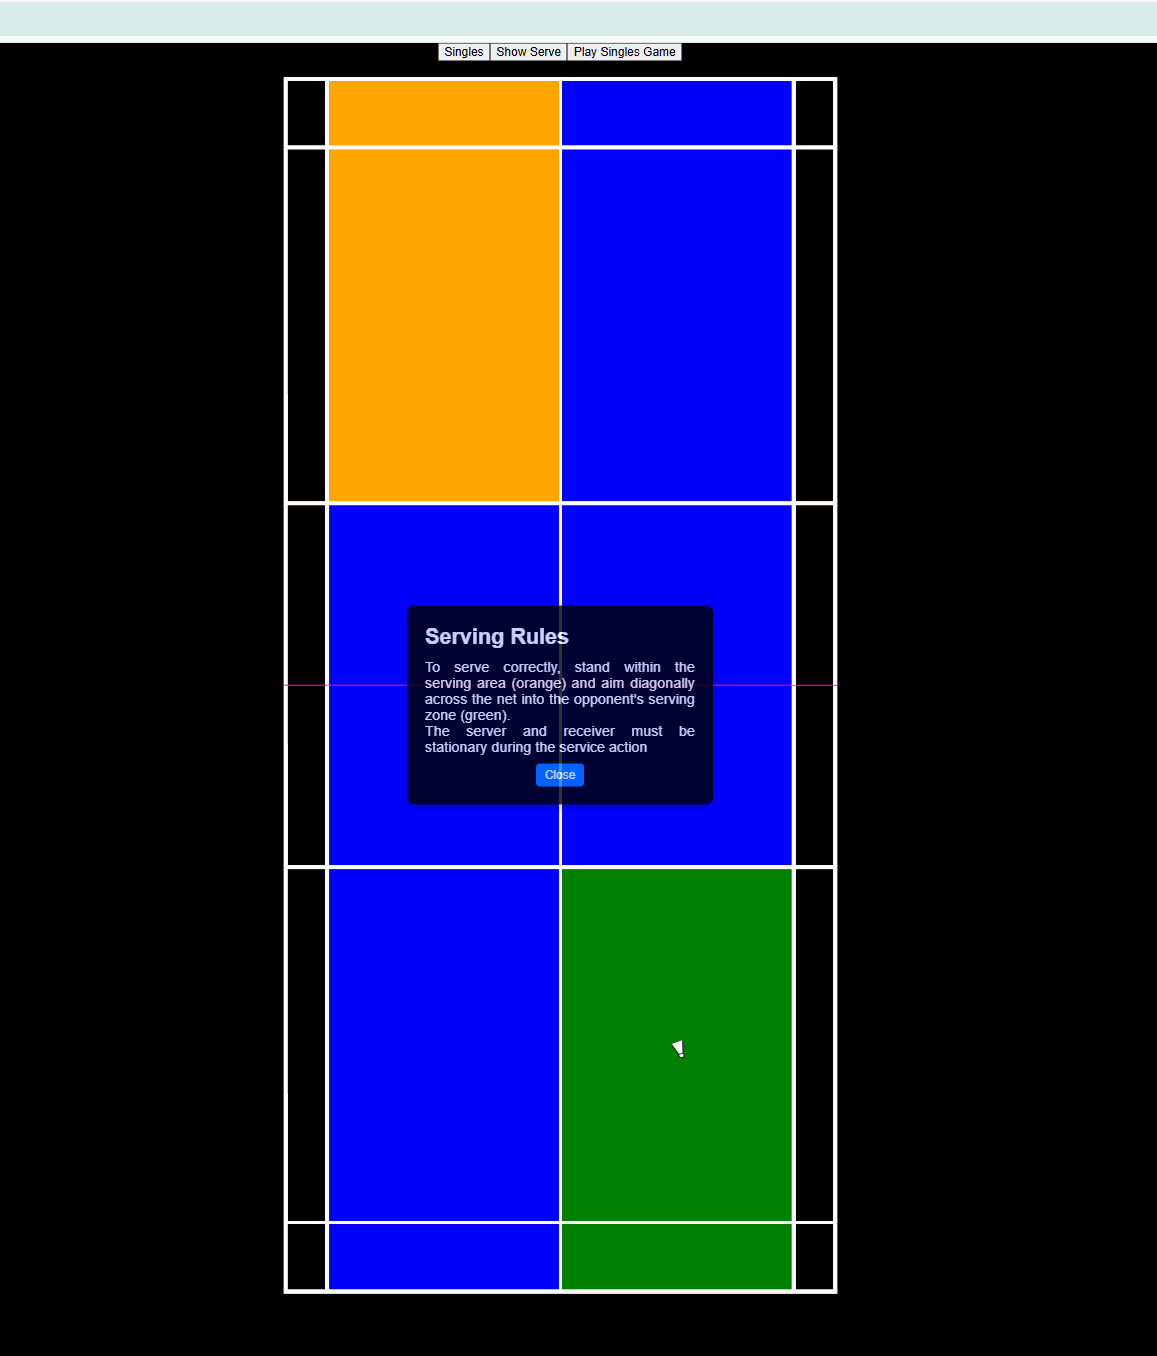 Singles Show Serve Play Singles Game
Serving Rules
To serve correctly, stand within the
serving area (orange) and aim diagonally
across the net into the opponent's serving
zone (green).
The server and receiver must be
stationary during the service action
Close